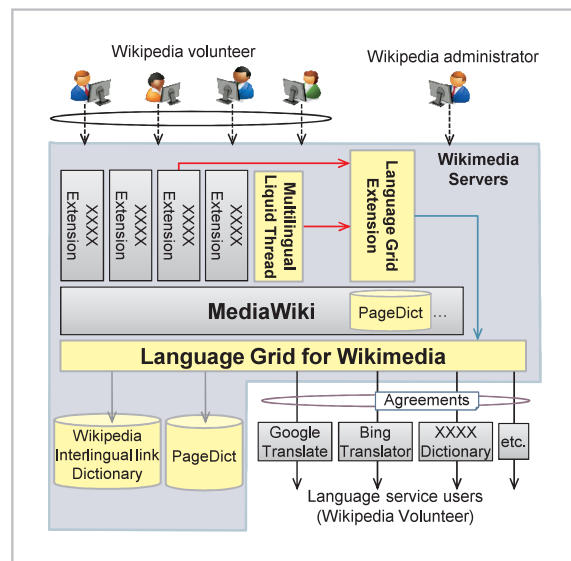 Wikipedia volunteer
Wikipedia administrator
Wikimedia
Servers
XXXX
Extension
XXXX
Extension
XXXX
Extension
XXXX
Extension
Multilingual
Liquid Thread
Language Grid
Extension
MediaWiki
PageDict
...
Language Grid for Wikimedia
Agreements
Wikipedia
Interlingual link
Dictionary
PageDict
Google
Translate
Bing
Translator
XXXX
Dictionary
etc.
Language service users
(Wikipedia Volunteer)